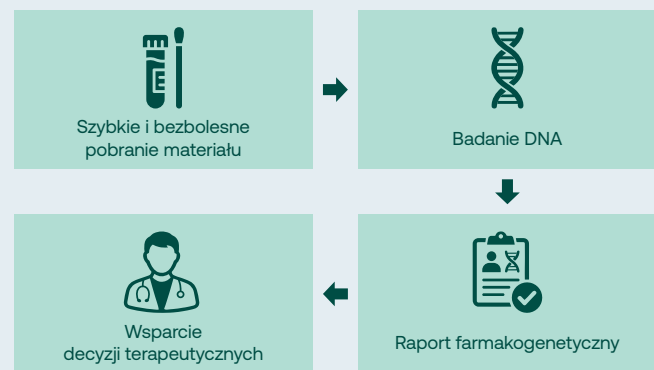 Szybkie i bezbolesne
pobranie materiału
Badanie DNA
Raport farmakogenetyczny
Wsparcie
decyzji terapeutycznych